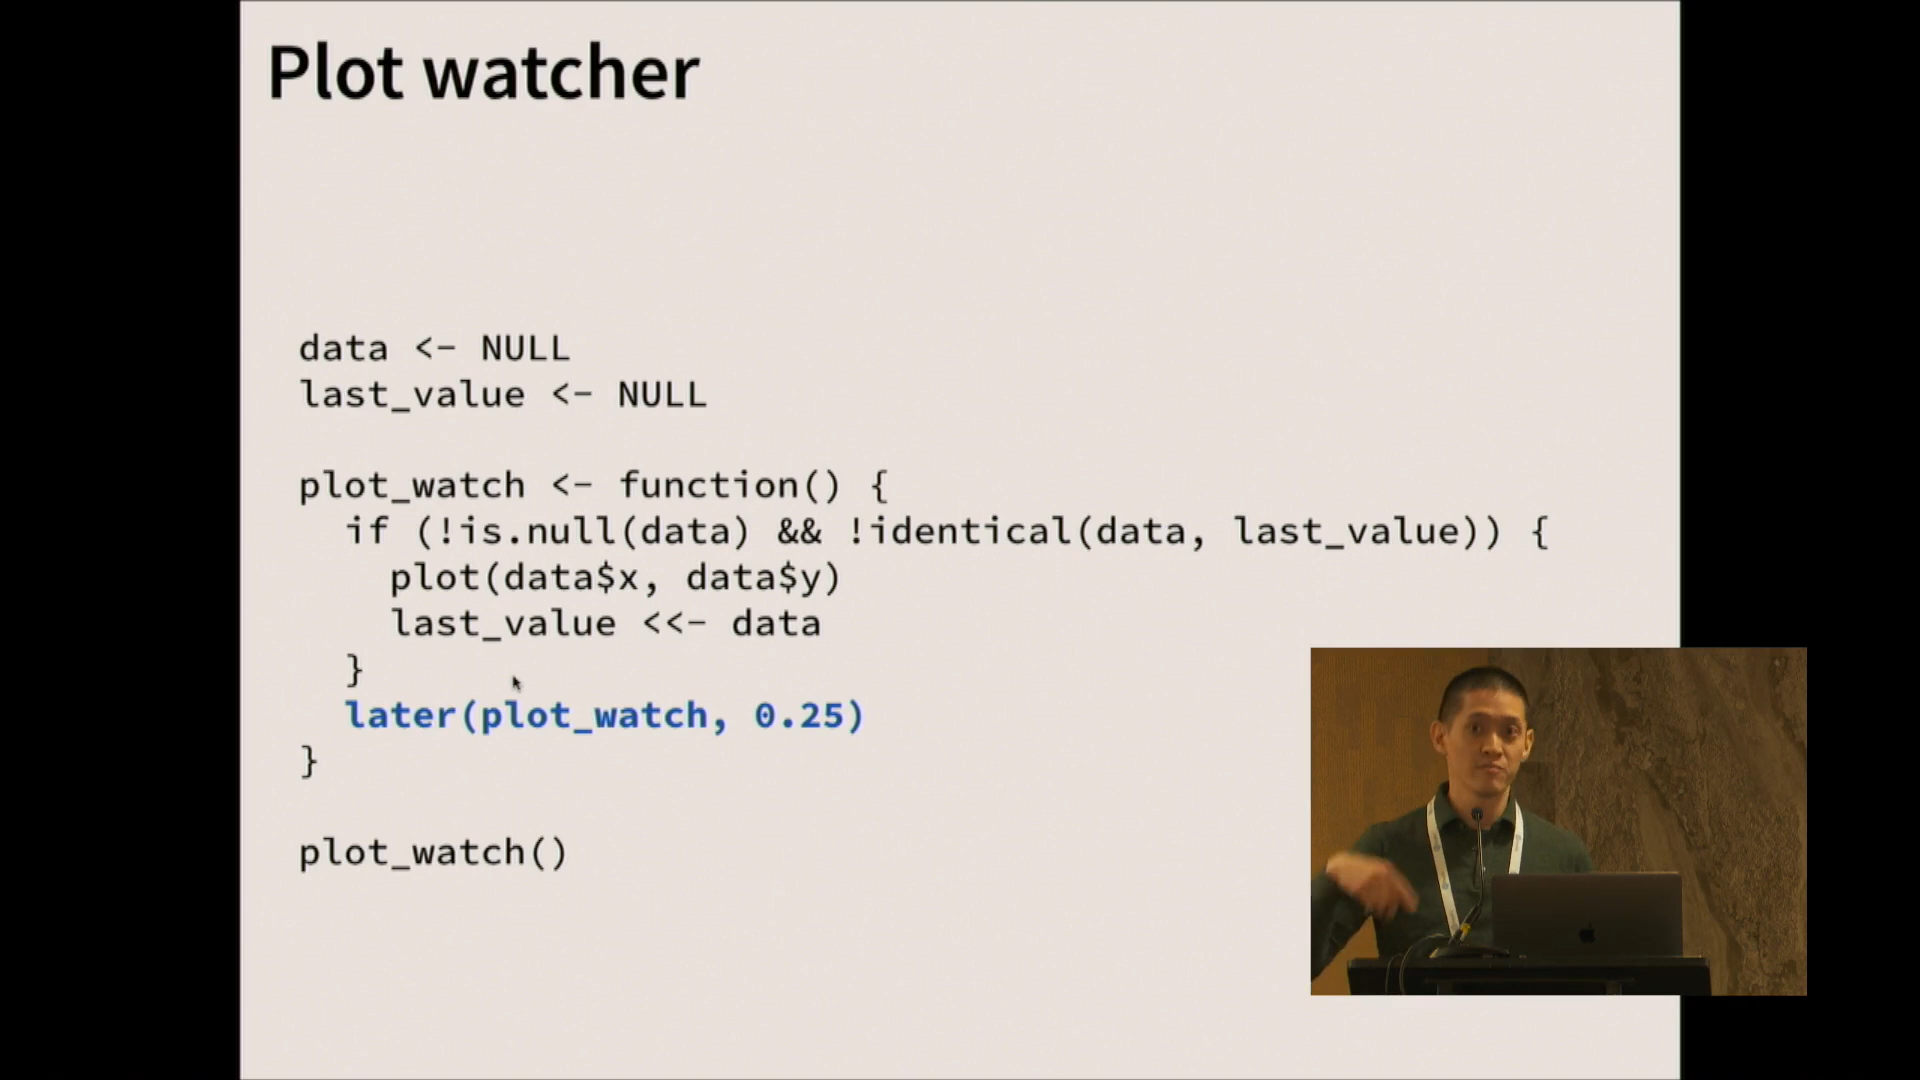 Plot watcher
data <- NULL
last_value <- NULL
plot_watch <- function() {
  if (!is.null(data) && !identical(data, last_value)) {
    plot(data$x, data$y)
    last_value <<- data
  }
  later(plot_watch, 0.25)
}
plot_watch()